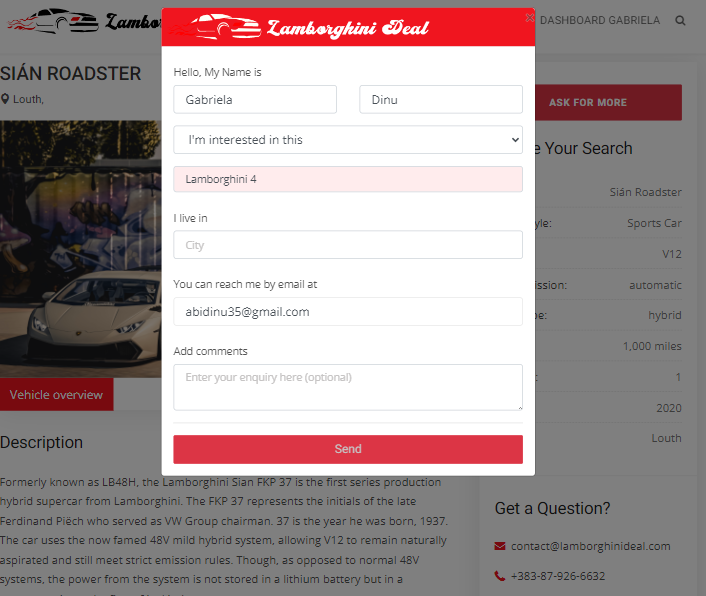 Lamborghini Deal
DASHBOARD GABRIELA
SIÁN ROADSTER
Louth,
Hello, My Name is
Gabriela
Dinu
I'm interested in this
Lamborghini 4
I live in
City
You can reach me by email at
abidinu35@gmail.com
Add comments
Enter your enquiry here (optional)
Send
ASK FOR MORE
e Your Search
Sián Roadster
yle: Sports Car
V12
ission: automatic
pe: hybrid
1,000 miles
: 1
2020
Louth
Vehicle overview
Description
Formerly known as LB48H, the Lamborghini Sian FKP 37 is the first series production
hybrid supercar from Lamborghini. The FKP 37 represents the initials of the late
Ferdinand Piëch who served as VW Group chairman. 37 is the year he was born, 1937.
The car uses the now famed 48V mild hybrid system, allowing V12 to remain naturally
aspirated and still meet strict emission rules. Though, as opposed to normal 48V
systems, the power from the system is not stored in a lithium battery but in a
Get a Question?
contact@lamborghinideal.com
+383-87-926-6632